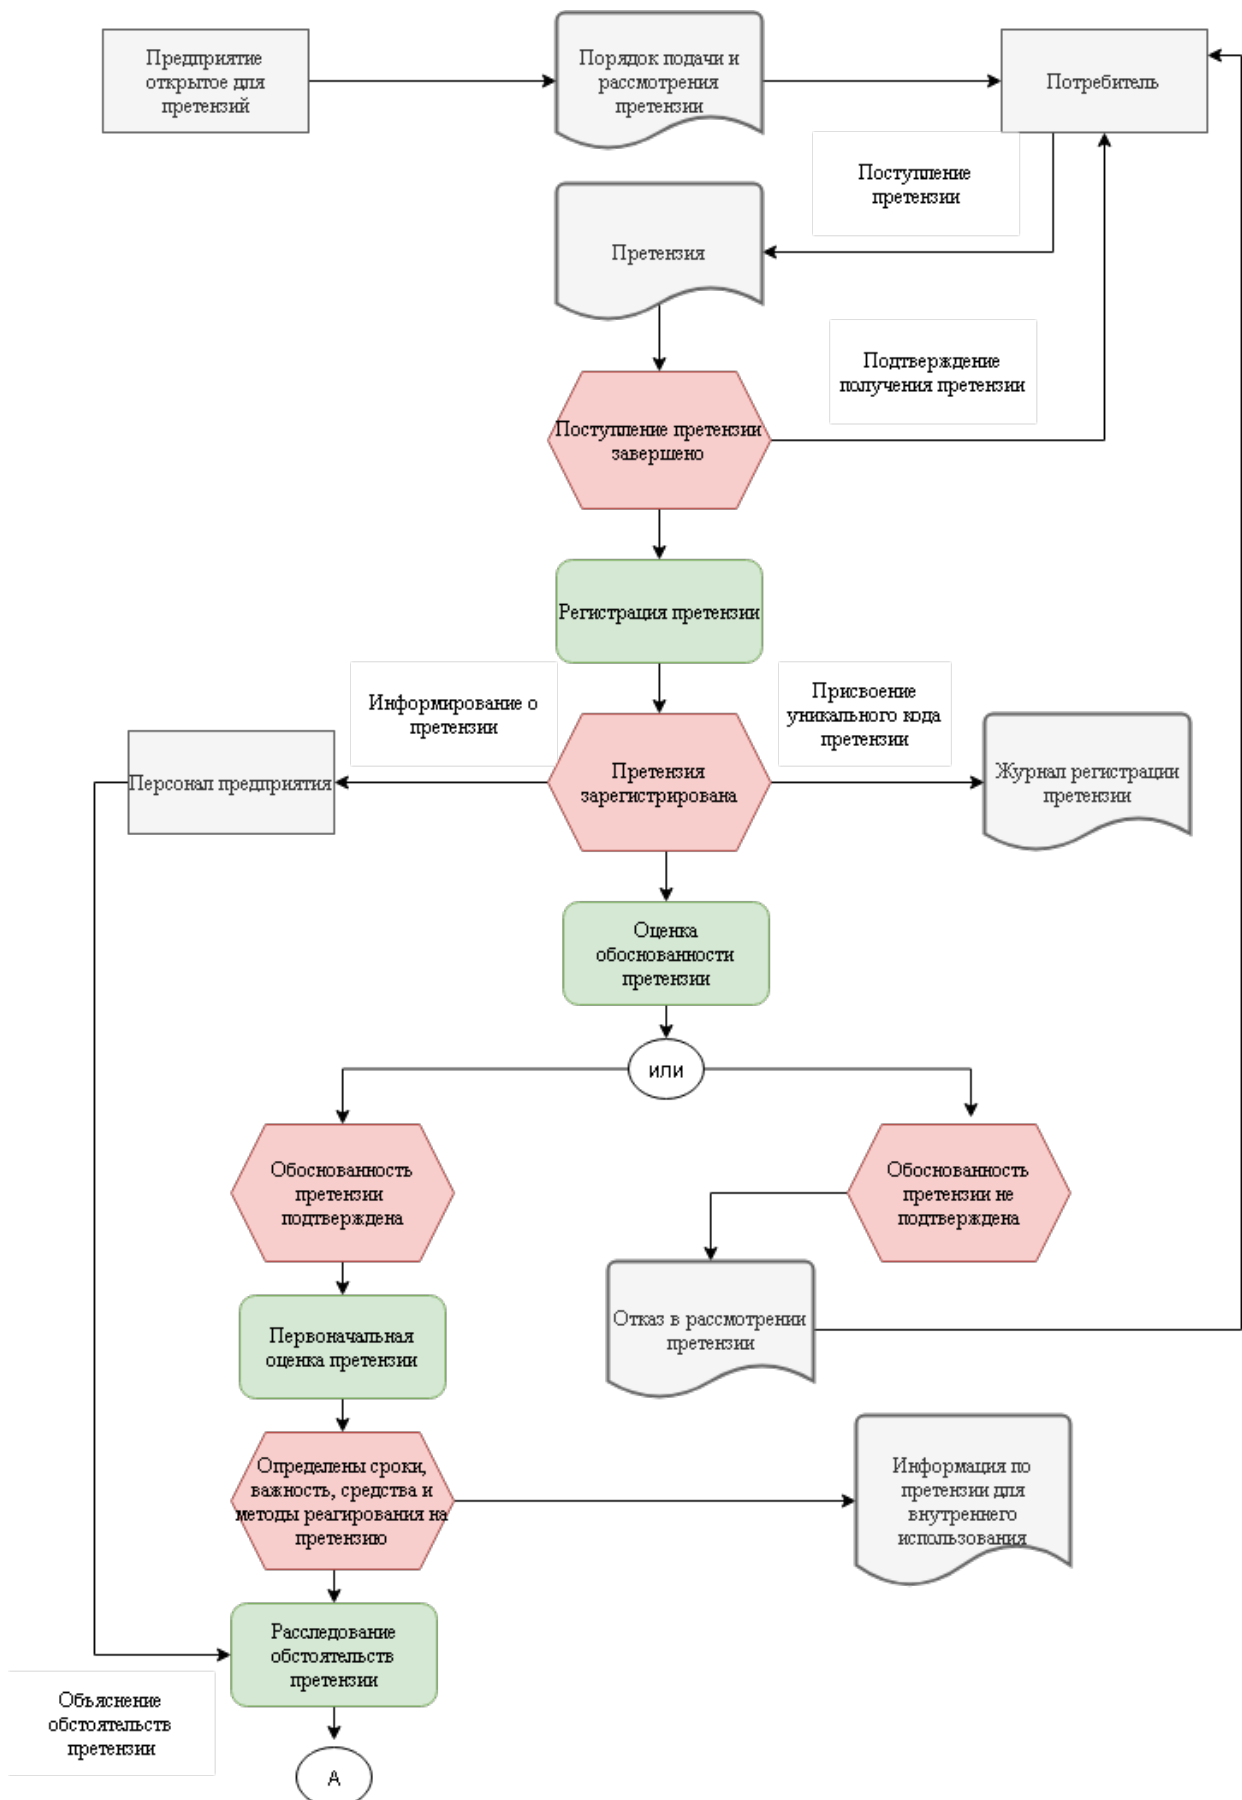 Предприятие
открытое для
претензий
Порядок подачи и
рассмотрения
претензии
Потребитель
Поступление
претензии
Претензия
Подтверждение
получения претензии
Поступление претензии
завершено
Регистрация претензии
Информирование о
претензии
Присвоение
уникального кода
претензии
Персонал предприятия
Претензия
зарегистрирована
Журнал регистрации
претензии
Оценка
обоснованности
претензии
или
Обоснованность
претензии
подтверждена
Обоснованность
претензии не
подтверждена
Первоначальная
оценка претензии
Отказ в рассмотрении
претензии
Определены сроки,
важность, средства и
методы реагирования на
претензию
Информация по
претензии для
внутреннего
использования
Расследование
обстоятельств
претензии
Объяснение
обстоятельств
претензии
А